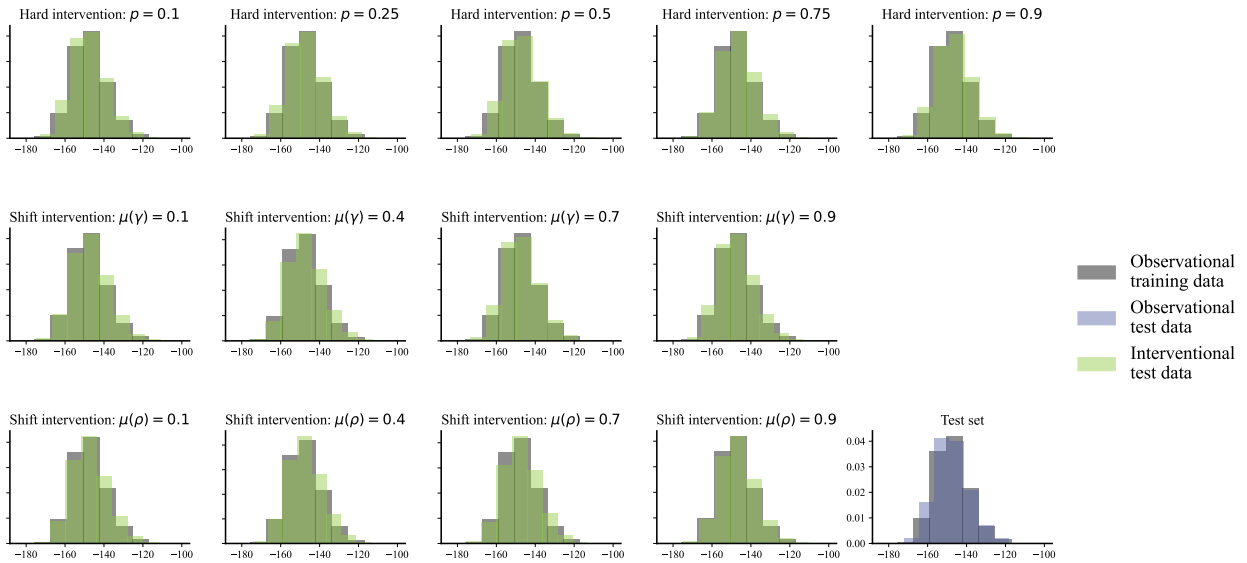 Hard intervention: p = 0.1
Hard intervention: p = 0.25
Hard intervention: p = 0.5
Hard intervention: p = 0.75
Hard intervention: p = 0.9
−180 −160 −140 −120 −100
−180 −160 −140 −120 −100
−180 −160 −140 −120 −100
−180 −160 −140 −120 −100
−180 −160 −140 −120 −100
Shift intervention: μ(γ) = 0.1
Shift intervention: μ(γ) = 0.4
Shift intervention: μ(γ) = 0.7
Shift intervention: μ(γ) = 0.9
−180 −160 −140 −120 −100
−180 −160 −140 −120 −100
−180 −160 −140 −120 −100
−180 −160 −140 −120 −100
Observational
training data
Observational
test data
Interventional
test data
Shift intervention: μ(ρ) = 0.1
Shift intervention: μ(ρ) = 0.4
Shift intervention: μ(ρ) = 0.7
Shift intervention: μ(ρ) = 0.9
Test set
0.04
0.03
0.02
0.01
0.00
−180 −160 −140 −120 −100
−180 −160 −140 −120 −100
−180 −160 −140 −120 −100
−180 −160 −140 −120 −100
−180 −160 −140 −120 −100